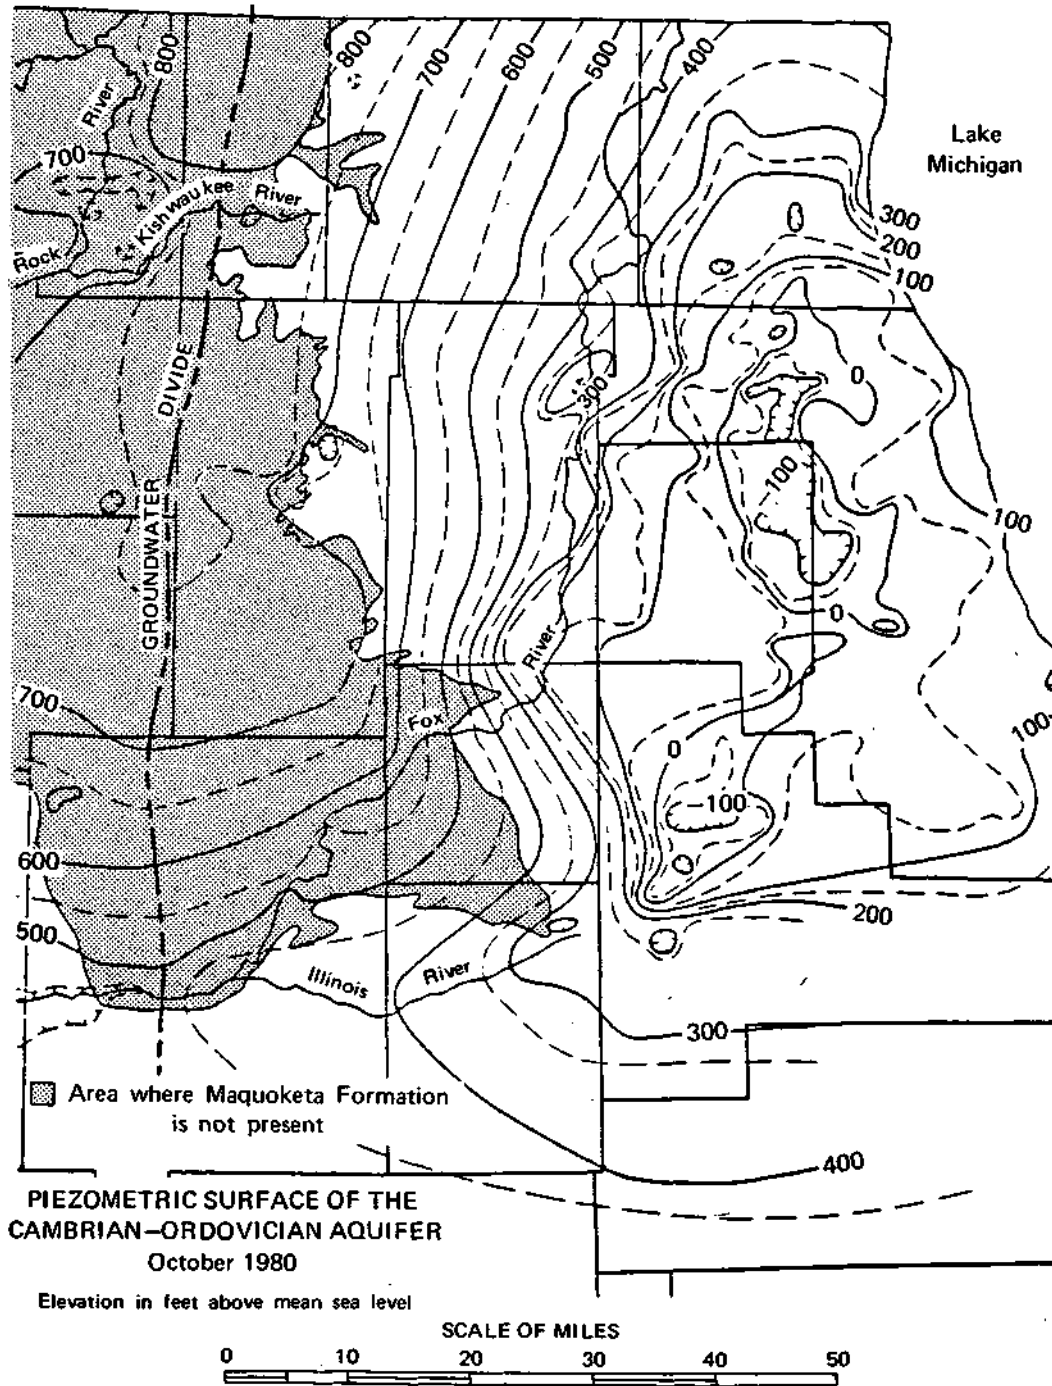 800
800
700
600
500
400
Lake
Michigan
River
700
Kishwaukee
River
Rock
300
200
100
DIVIDE
300
0
100
100
GROUNDWATER
0
River
700
Fox
0
100
-100
600
500
200
Illinois
River
300
Area where Maquoketa Formation
is not present
400
PIEZOMETRIC SURFACE OF THE
CAMBRIAN-ORDOVICIAN AQUIFER
October 1980
Elevation in feet above mean sea level
SCALE OF MILES
0 10 20 30 40 50